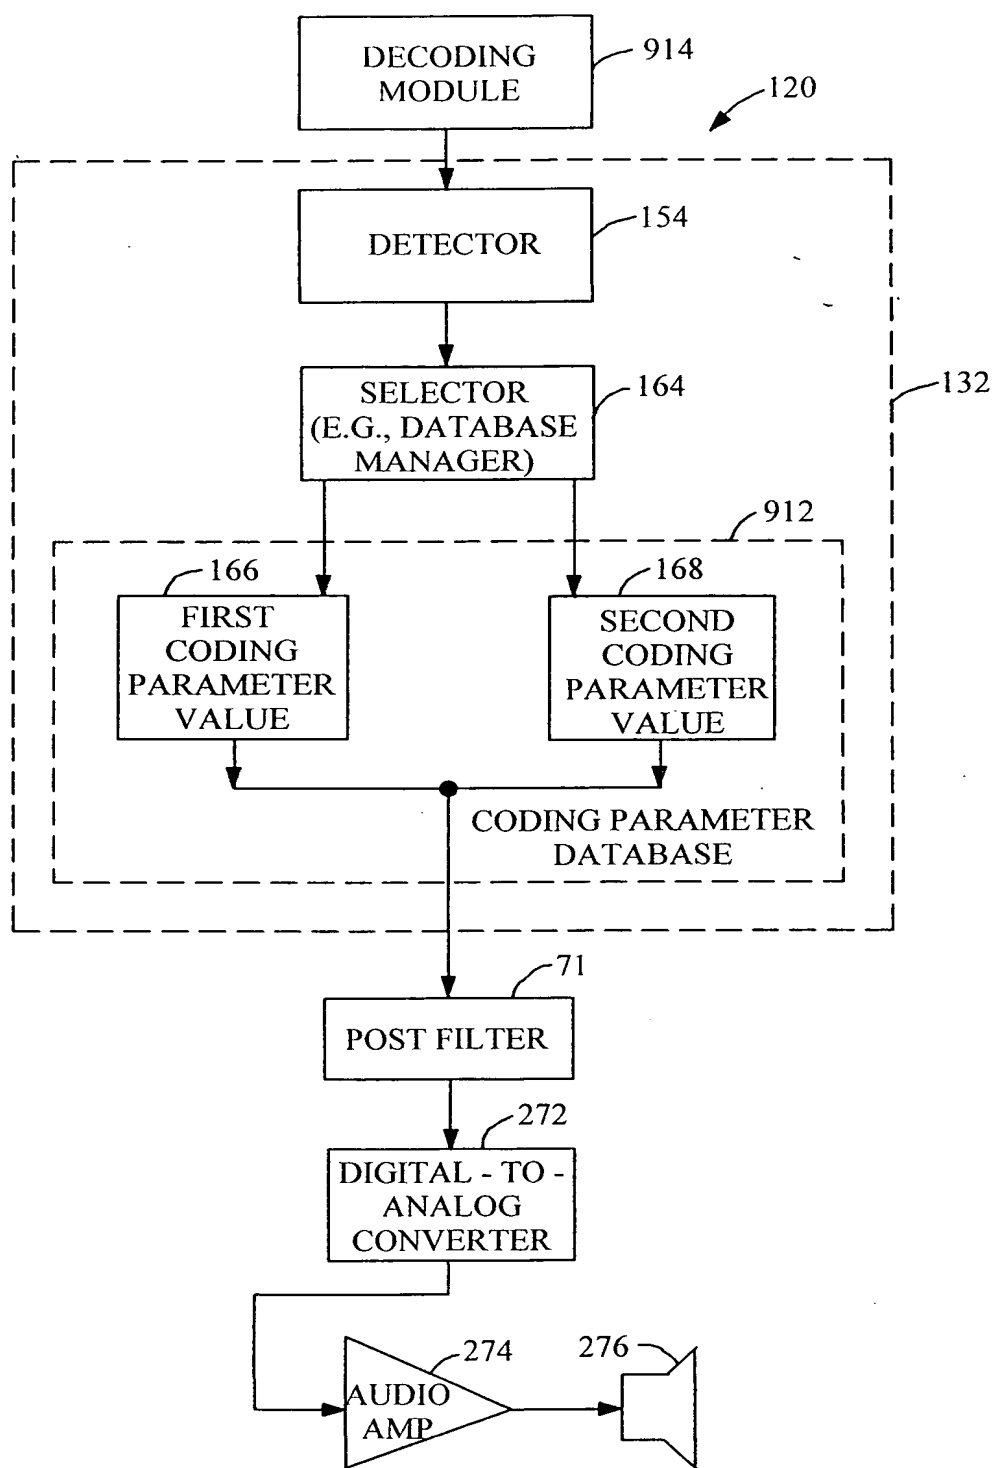 DECODING
MODULE
914
120
DETECTOR
154
SELECTOR
(E.G., DATABASE
MANAGER)
164
132
912
166
168
FIRST
CODING
PARAMETER
VALUE
SECOND
CODING
PARAMETER
VALUE
CODING PARAMETER
DATABASE
71
POST FILTER
272
DIGITAL - TO -
ANALOG
CONVERTER
274
276
AUDIO
AMP